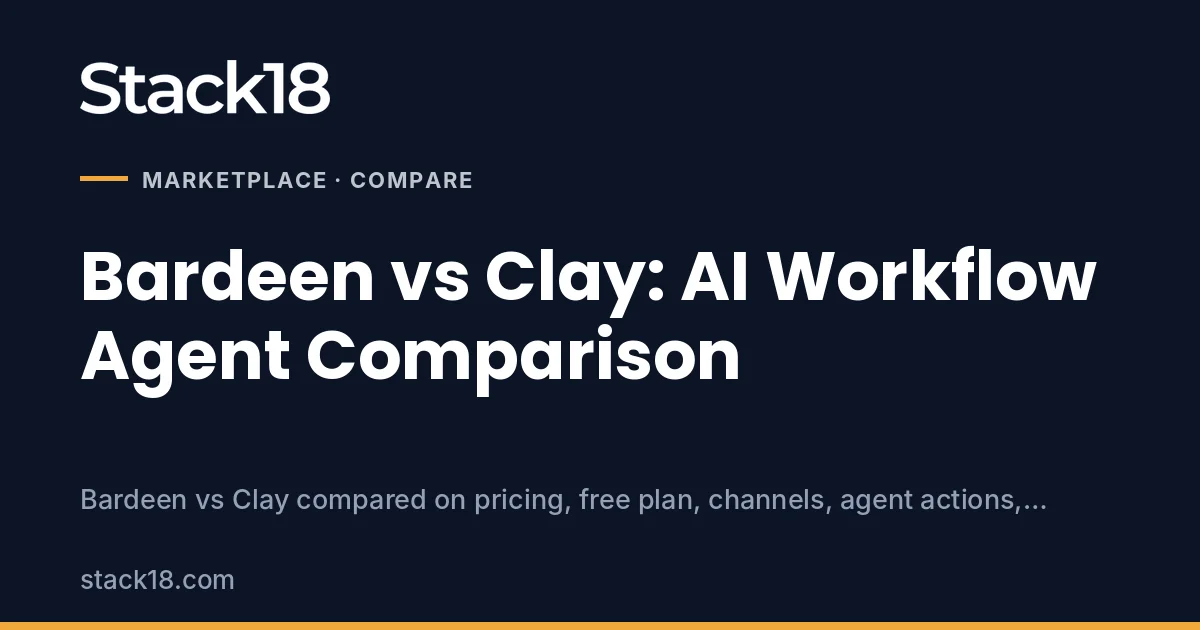 Stack18
MARKETPLACE · COMPARE
Bardeen vs Clay: AI Workflow
Agent Comparison
Bardeen vs Clay compared on pricing, free plan, channels, agent actions,...
stack18.com